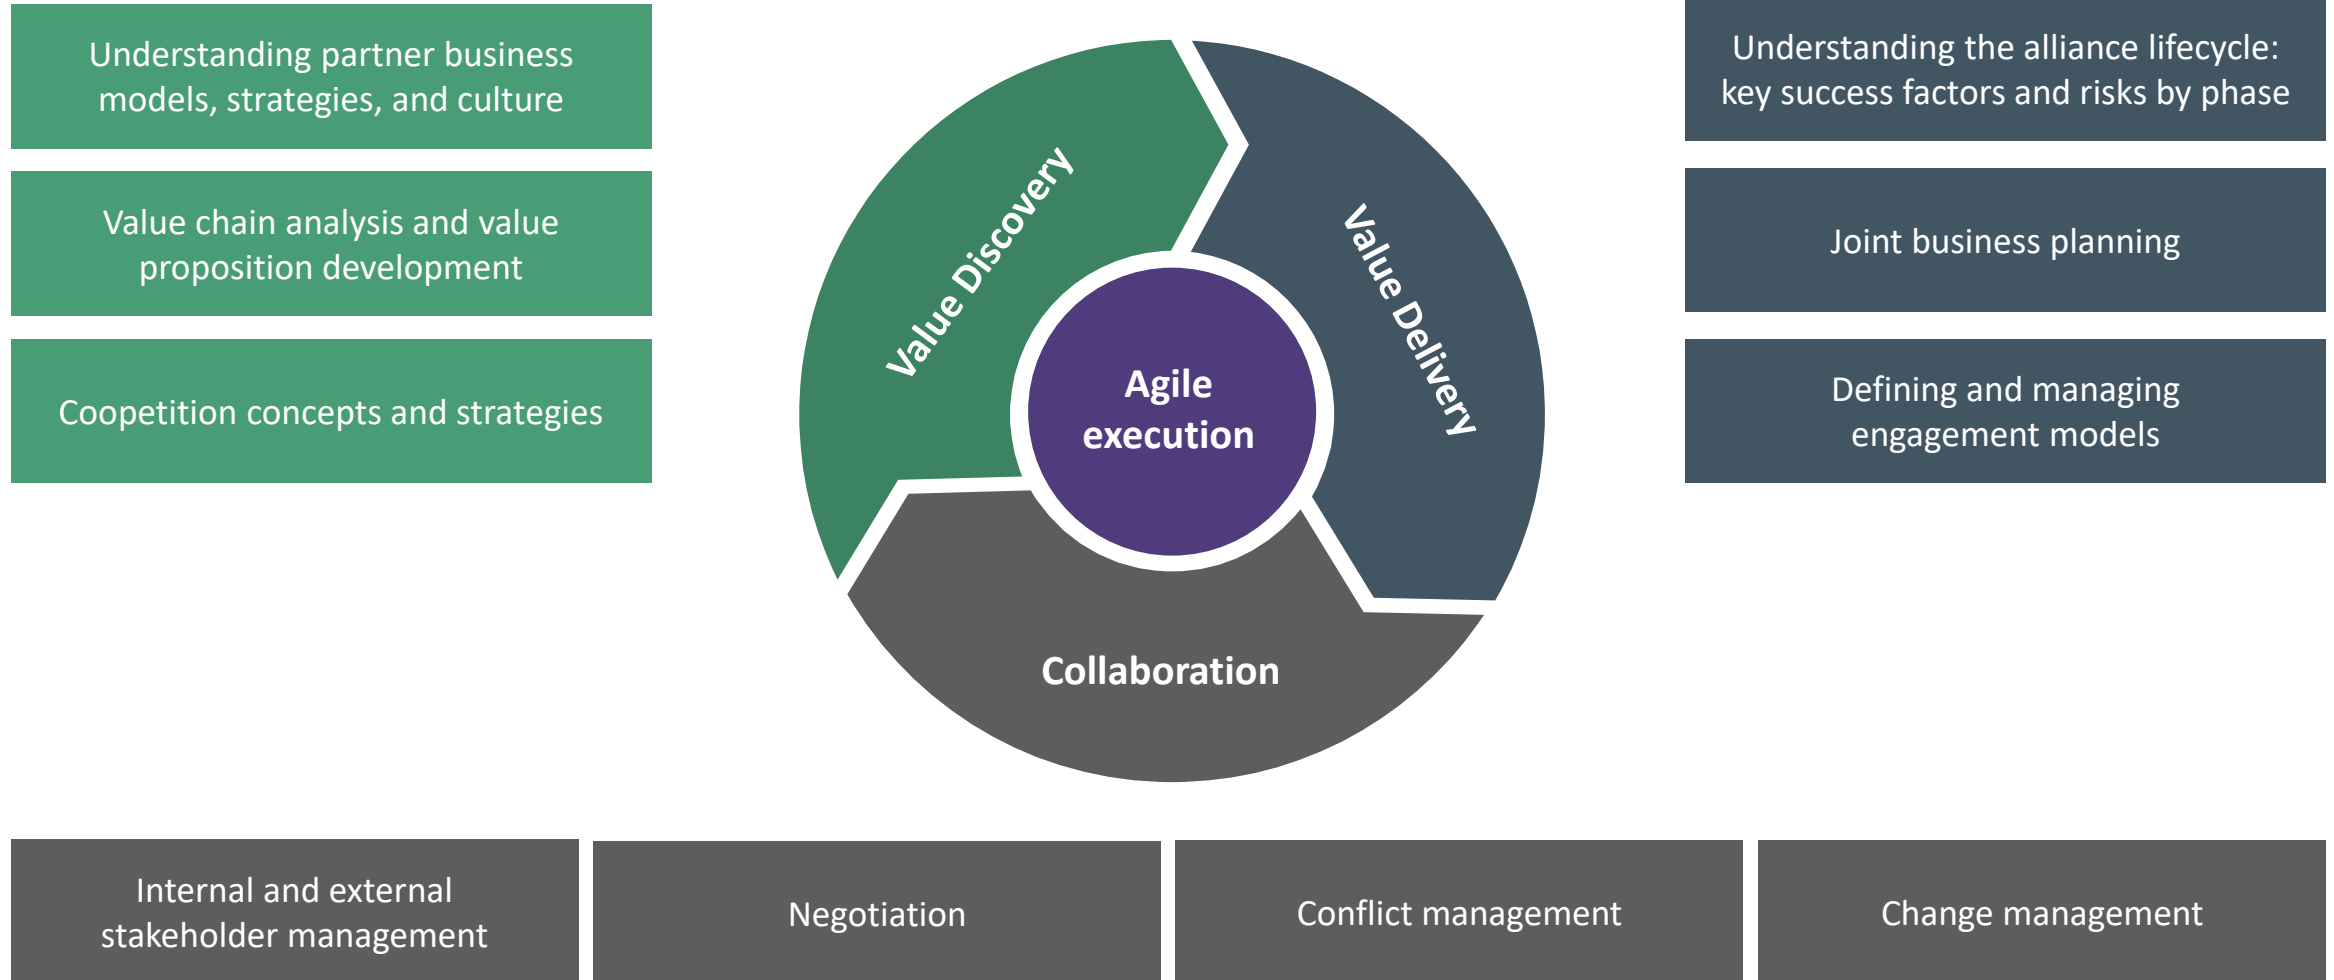 Understanding partner business
models, strategies, and culture
Value chain analysis and value
proposition development
Coopetition concepts and strategies
Value Discovery
Value Delivery
Agile
execution
Collaboration
Understanding the alliance lifecycle:
key success factors and risks by phase
Joint business planning
Defining and managing
engagement models
Internal and external
stakeholder management
Negotiation
Conflict management
Change management